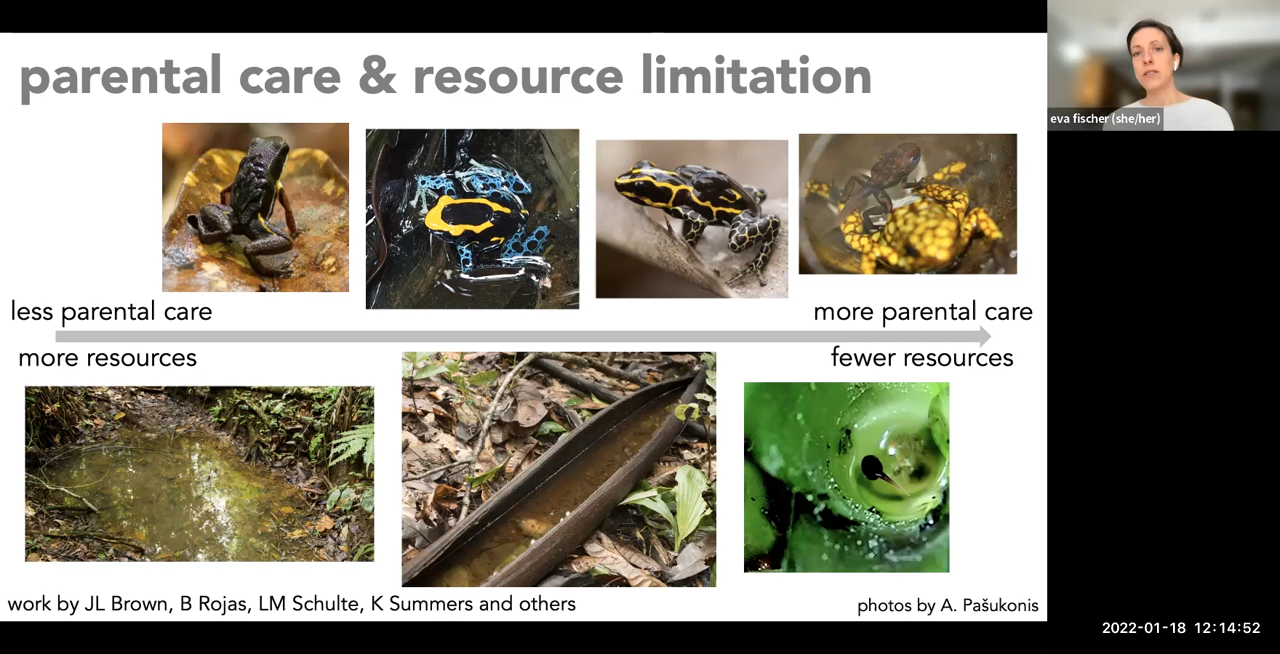 parental care & resource limitation
eva fischer (she/her)
less parental care
more parental care
more resources
fewer resources
work by JL Brown, B Rojas, LM Schulte, K Summers and others
photos by A. Pašukonis
2022-01-18 12:14:52